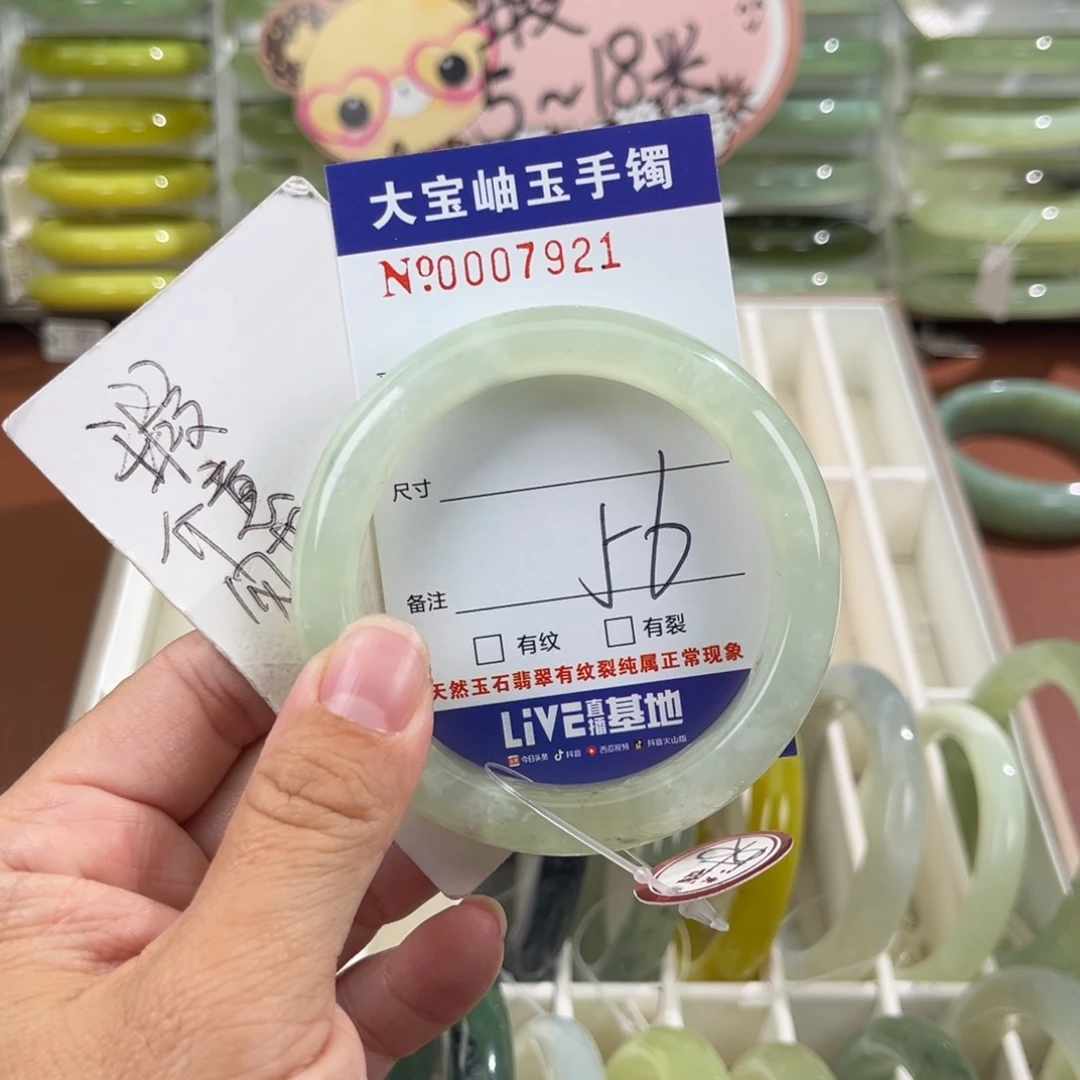 5~18米
大宝岫玉手镯
Nº:0007921
尺寸
56
备注
有纹 有裂
天然玉石翡翠有纹裂纯属正常现象
LiVE直播基地
今日头条 抖音 西瓜视频 抖音火山版